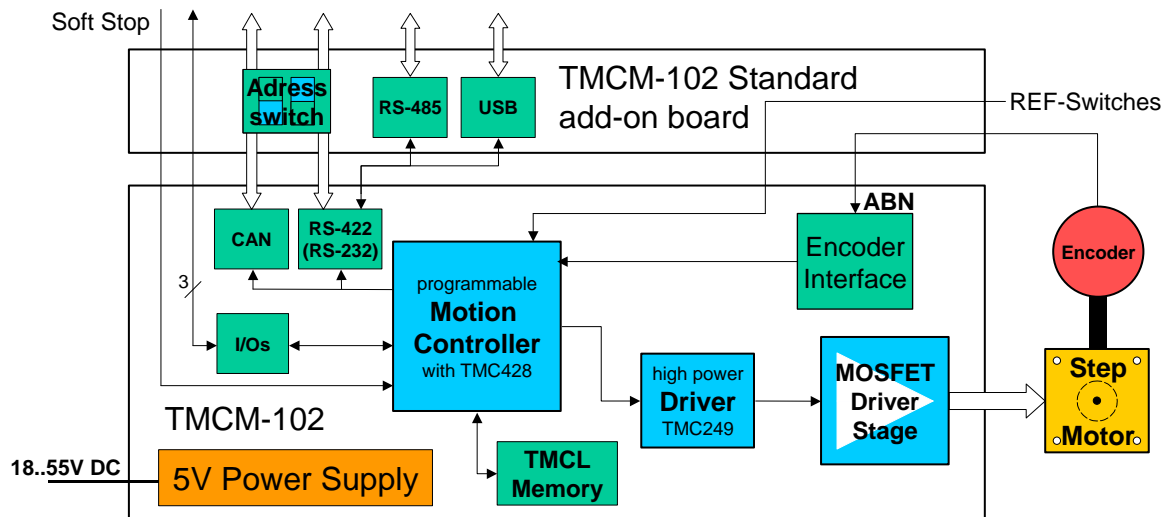 Soft Stop
Adress
switch
RS-485
USB
TMCM-102 Standard
add-on board
REF-Switches
CAN
RS-422
(RS-232)
ABN
Encoder
Interface
Encoder
3
I/Os
programmable
Motion
Controller
with TMC428
high power
Driver
TMC249
MOSFET
Driver
Stage
Step
Motor
TMCM-102
18..55V DC
5V Power Supply
TMCL
Memory